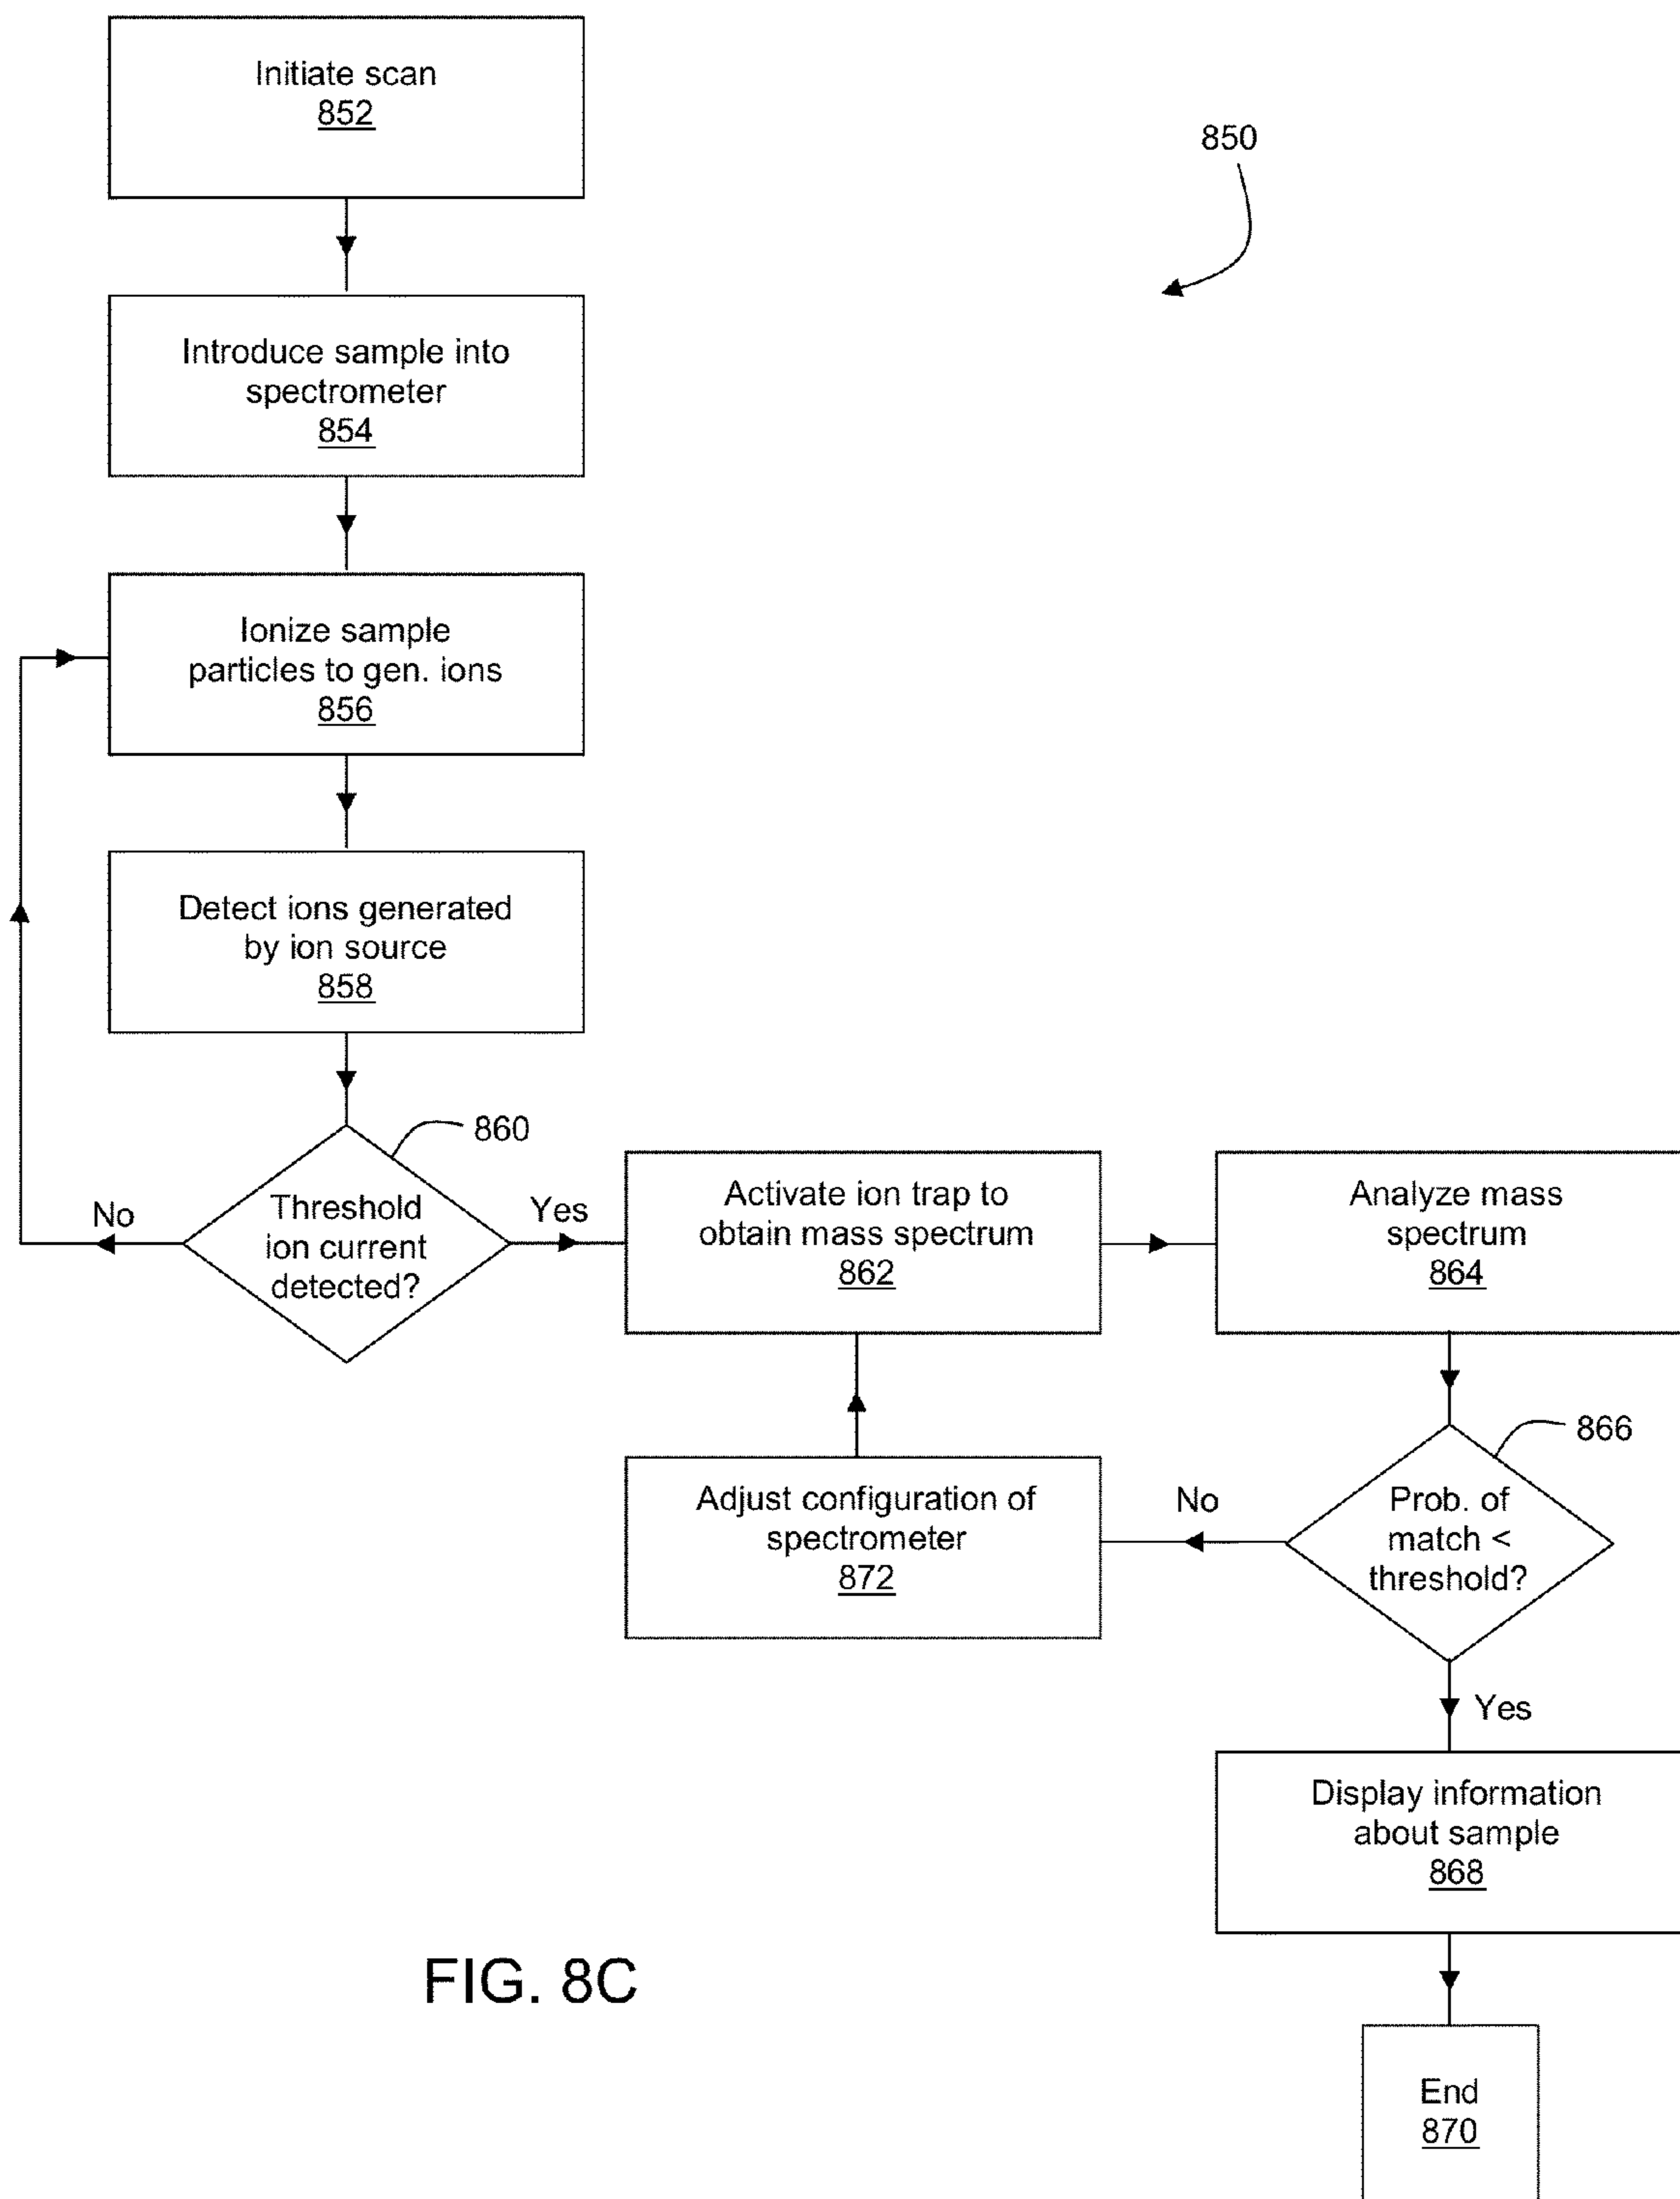 Initiate scan
852
850
Introduce sample into
spectrometer
854
Ionize sample
particles to gen. ions
856
Detect ions generated
by ion source
858
860
Threshold
ion current
detected?
No
Yes
Activate ion trap to
obtain mass spectrum
862
Analyze mass
spectrum
864
866
Prob. of
match <
threshold?
No
Adjust configuration of
spectrometer
872
Yes
Display information
about sample
868
End
870
FIG. 8C